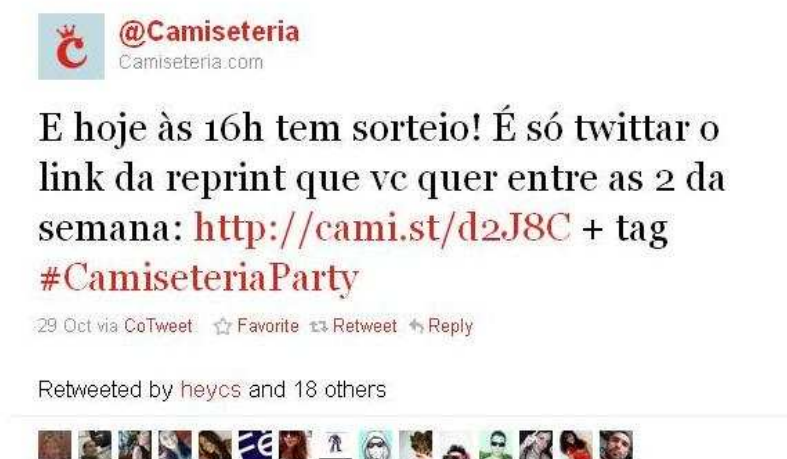 @Camiseteria
Camiseteria.com
E hoje às 16h tem sorteio! É só twittar o
link da reprint que vc quer entre as 2 da
semana: http://cami.st/d2J8C + tag
#CamiseteriaParty
29 Oct via CoTweet Favorite Retweet Reply
Retweeted by heycs and 18 others